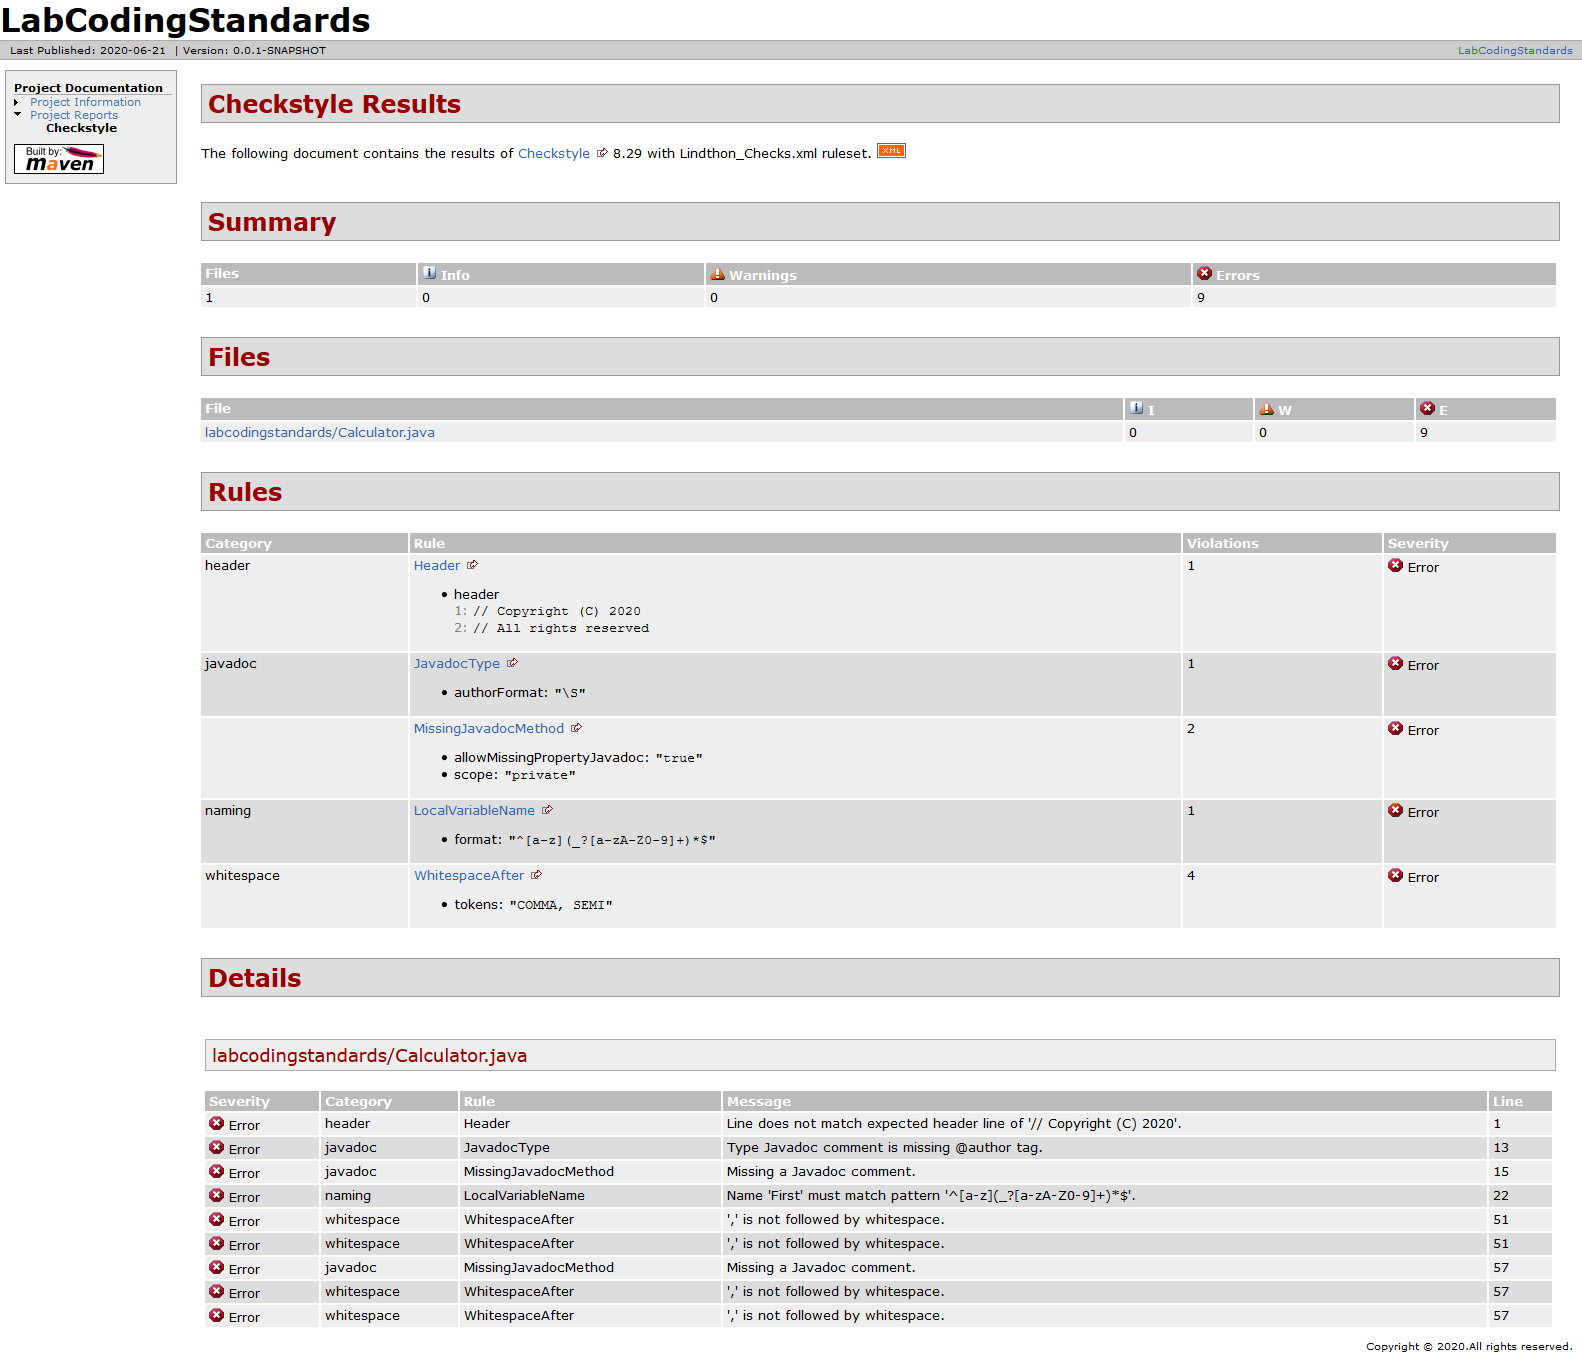 LabCodingStandards
Last Published: 2020-06-21 | Version: 0.0.1-SNAPSHOT LabCodingStandards
Project Documentation
Project Information
Project Reports
Checkstyle
Built by:
maven
Checkstyle Results
The following document contains the results of Checkstyle 8.29 with Lindthon_Checks.xml ruleset. XML
Summary
Files Info Warnings Errors
1 0 0 9
Files
File I W E
labcodingstandards/Calculator.java 0 0 9
Rules
Category Rule Violations Severity
header Header 1 Error
• header
1: // Copyright (C) 2020
2: // All rights reserved
javadoc JavadocType 1 Error
• authorFormat: "\S"
MissingJavadocMethod 2 Error
• allowMissingPropertyJavadoc: "true"
• scope: "private"
naming LocalVariableName 1 Error
• format: "^[a-z](_?[a-zA-Z0-9]+)*$"
whitespace WhitespaceAfter 4 Error
• tokens: "COMMA, SEMI"
Details
labcodingstandards/Calculator.java
Severity Category Rule Message Line
Error header Header Line does not match expected header line of '// Copyright (C) 2020'. 1
Error javadoc JavadocType Type Javadoc comment is missing @author tag. 13
Error javadoc MissingJavadocMethod Missing a Javadoc comment. 15
Error naming LocalVariableName Name 'First' must match pattern '^[a-z](_?[a-zA-Z0-9]+)*$'. 22
Error whitespace WhitespaceAfter ',' is not followed by whitespace. 51
Error whitespace WhitespaceAfter ',' is not followed by whitespace. 51
Error javadoc MissingJavadocMethod Missing a Javadoc comment. 57
Error whitespace WhitespaceAfter ',' is not followed by whitespace. 57
Error whitespace WhitespaceAfter ',' is not followed by whitespace. 57
Copyright © 2020.All rights reserved.